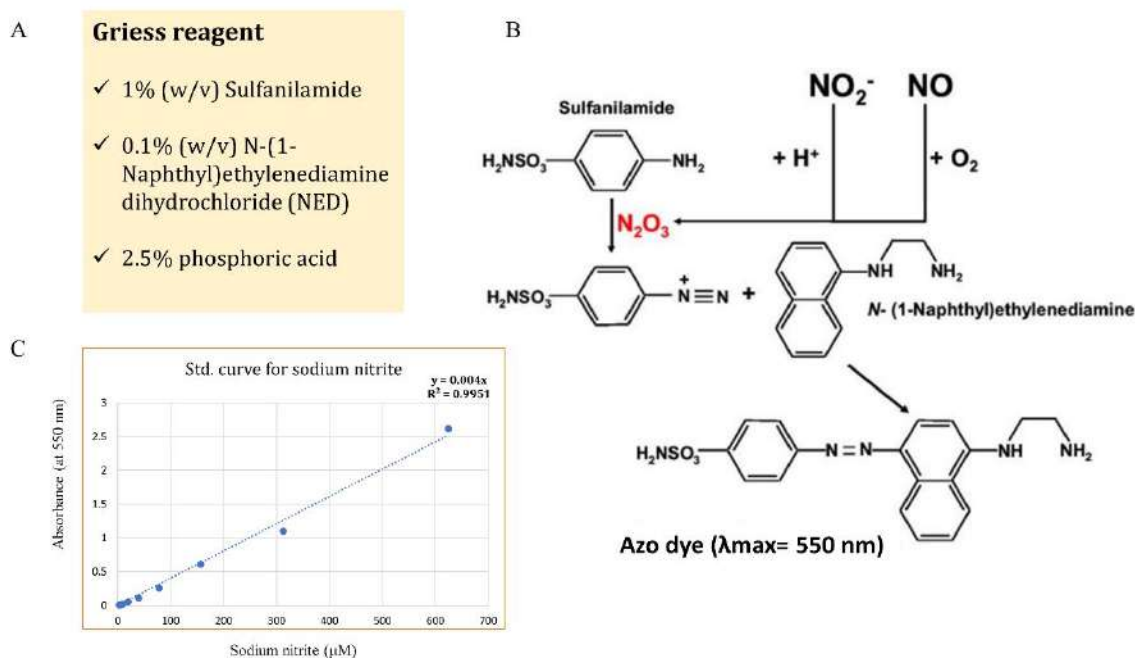 A
Griess reagent
✓ 1% (w/v) Sulfanilamide
✓ 0.1% (w/v) N-(1-
Naphthyl)ethylenediamine
dihydrochloride (NED)
✓ 2.5% phosphoric acid
B
NO₂⁻ NO
Sulfanilamide
H₂NSO₃ NH₂
+ H⁺ + O₂
N₂O₃
H₂NSO₃ N≡N +
+
NH NH₂
N- (1-Naphthyl)ethylenediamine
H₂NSO₃ N=N NH NH₂
Azo dye (λmax= 550 nm)
C
Std. curve for sodium nitrite
y = 0.004x
R² = 0.9951
Absorbance (at 550 nm)
3
2.5
2
1.5
1
0.5
0
0 100 200 300 400 500 600 700
Sodium nitrite (µM)